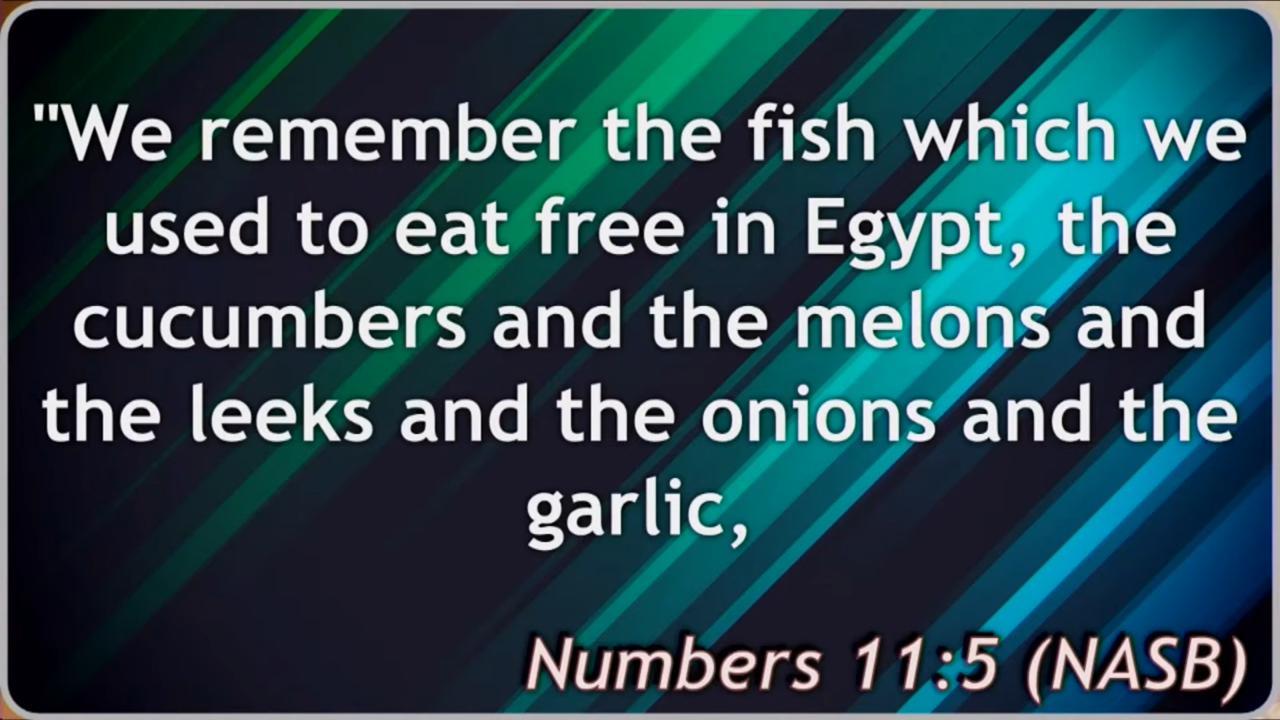 "We remember the fish which we
used to eat free in Egypt, the
cucumbers and the melons and
the leeks and the onions and the
garlic,
Numbers 11:5 (NASB)